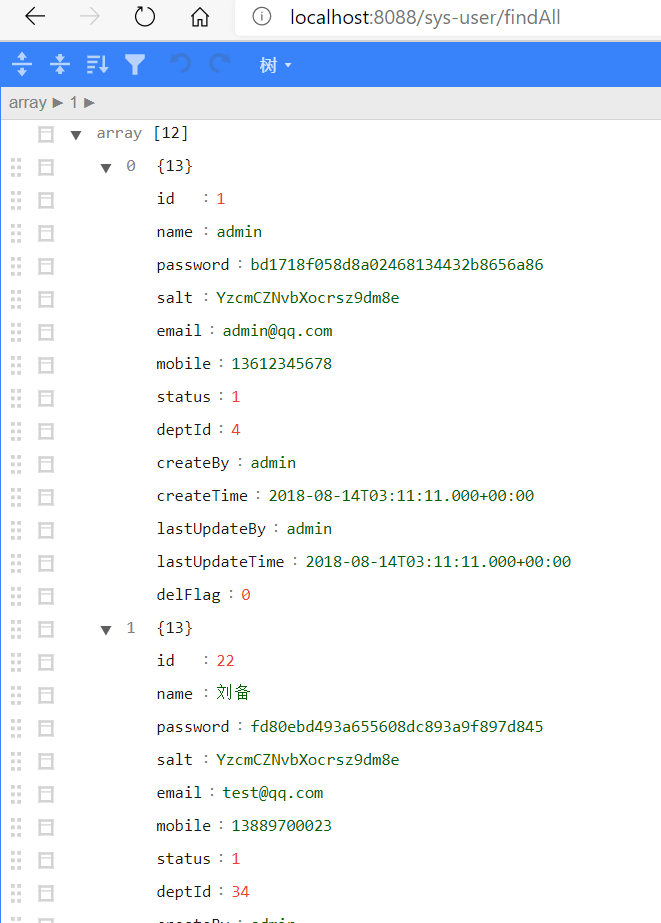 localhost:8088/sys-user/findAll
树
array ▶ 1 ▶
array [12]
0 {13}
id : 1
name : admin
password : bd1718f058d8a02468134432b8656a86
salt : YzcmCZNvbXocrsz9dm8e
email : admin@qq.com
mobile : 13612345678
status : 1
deptId : 4
createBy : admin
createTime : 2018-08-14T03:11:11.000+00:00
lastUpdateBy : admin
lastUpdateTime : 2018-08-14T03:11:11.000+00:00
delFlag : 0
1 {13}
id : 22
name : 刘备
password : fd80ebd493a655608dc893a9f897d845
salt : YzcmCZNvbXocrsz9dm8e
email : test@qq.com
mobile : 13889700023
status : 1
deptId : 34
createBy : admin